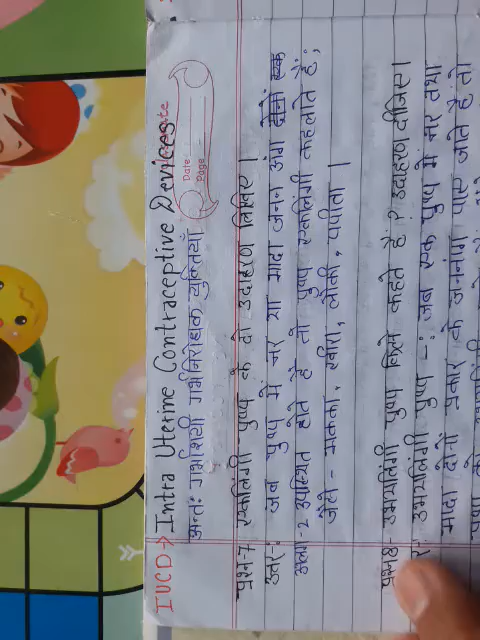 IUCD → Intra Uterine Contraceptive Devices
अन्तः गर्भाशयी गर्भनिरोधक युक्तियाँ
Date
Page
प्रश्न-7 एकलिंगी पुष्प के दो उदाहरण लिखिए।
उत्तर:- जब पुष्प में नर या मादा जनन अंग दोनों एक
अलग-2 उपस्थित होते हैं तो पुष्प एकलिंगी कहलाते हैं;
जैसे - मक्का, खीरा, लौकी, पपीता।
प्रश्न 8- उभयलिंगी पुष्प किसे कहते हैं? उदाहरण दीजिए।
उभयलिंगी पुष्प -: जब एक पुष्प में नर तथा
मादा दोनों प्रकार के जननांग पाए जाते हैं तो